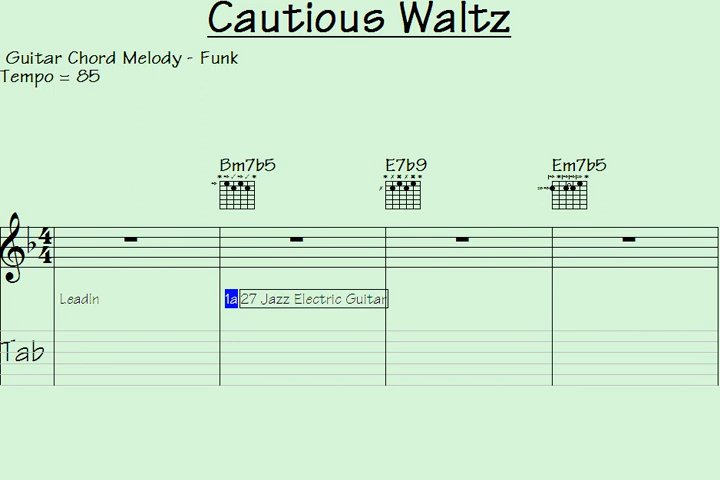 Cautious Waltz
Guitar Chord Melody - Funk
Tempo = 85
Bm7b5 E7b9 Em7b5
4
4
LeadIn 1a 27 Jazz Electric Guitar
Tab